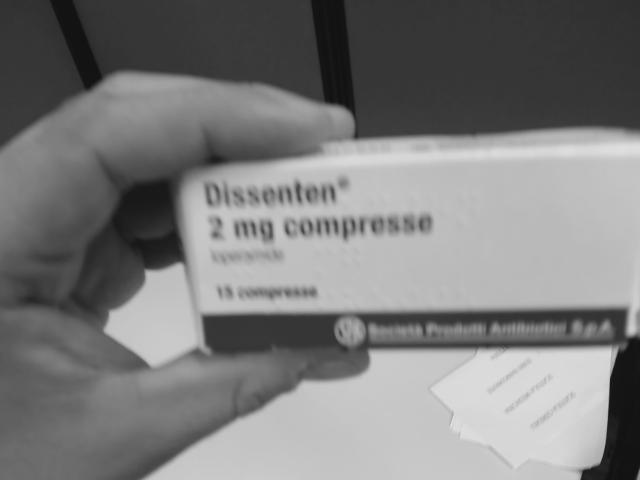 Dissenten®
2 mg compresse
loperamide
15 compresse
Società Prodotti Antibiotici S.p.A.